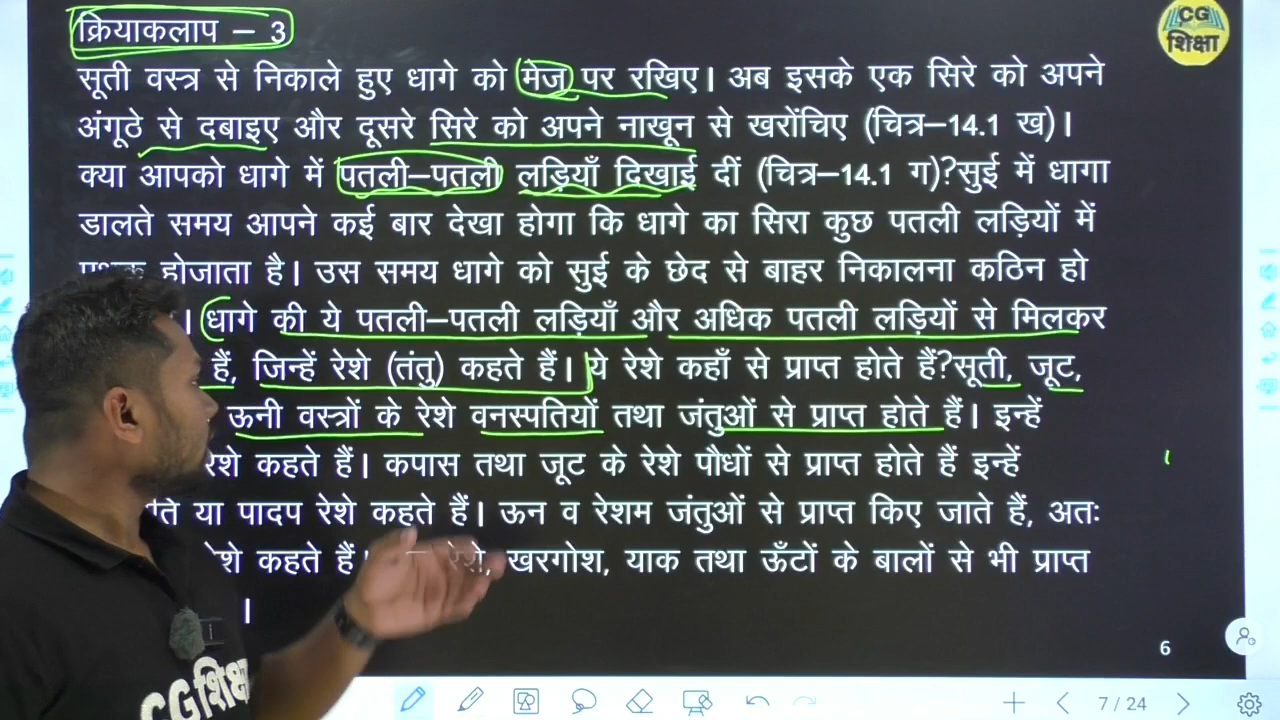 क्रियाकलाप – 3
CG
शिक्षा
सूती वस्त्र से निकाले हुए धागे को मेज पर रखिए। अब इसके एक सिरे को अपने
अंगूठे से दबाइए और दूसरे सिरे को अपने नाखून से खरोंचिए (चित्र–14.1 ख)।
क्या आपको धागे में पतली–पतली लड़ियाँ दिखाई दीं (चित्र–14.1 ग)?सुई में धागा
डालते समय आपने कई बार देखा होगा कि धागे का सिरा कुछ पतली लड़ियों में
होजाता है। उस समय धागे को सुई के छेद से बाहर निकालना कठिन हो
। धागे की ये पतली–पतली लड़ियाँ और अधिक पतली लड़ियों से मिलकर
हैं, जिन्हें रेशे (तंतु) कहते हैं। ये रेशे कहाँ से प्राप्त होते हैं?सूती, जूट,
ऊनी वस्त्रों के रेशे वनस्पतियों तथा जंतुओं से प्राप्त होते हैं। इन्हें
कहते हैं। कपास तथा जूट के रेशे पौधों से प्राप्त होते हैं इन्हें
या पादप रेशे कहते हैं। ऊन व रेशम जंतुओं से प्राप्त किए जाते हैं, अतः
कहते हैं। खरगोश, याक तथा ऊँटों के बालों से भी प्राप्त
।
6
CGशिक्षा
7 / 24